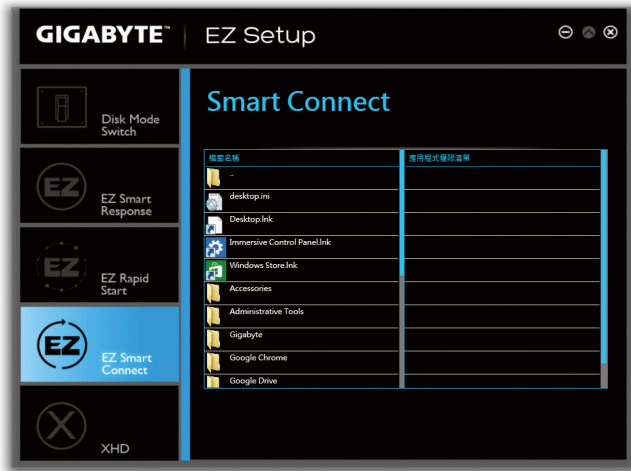 GIGABYTE™
EZ Setup
Disk Mode
Switch
EZ
EZ Smart
Response
EZ
EZ Rapid
Start
EZ
EZ Smart
Connect
X
XHD
Smart Connect
檔案名稱
應用程式權限清單
..
desktop.ini
Desktop.lnk
Immersive Control Panel.lnk
Windows Store.lnk
Accessories
Administrative Tools
Gigabyte
Google Chrome
Google Drive